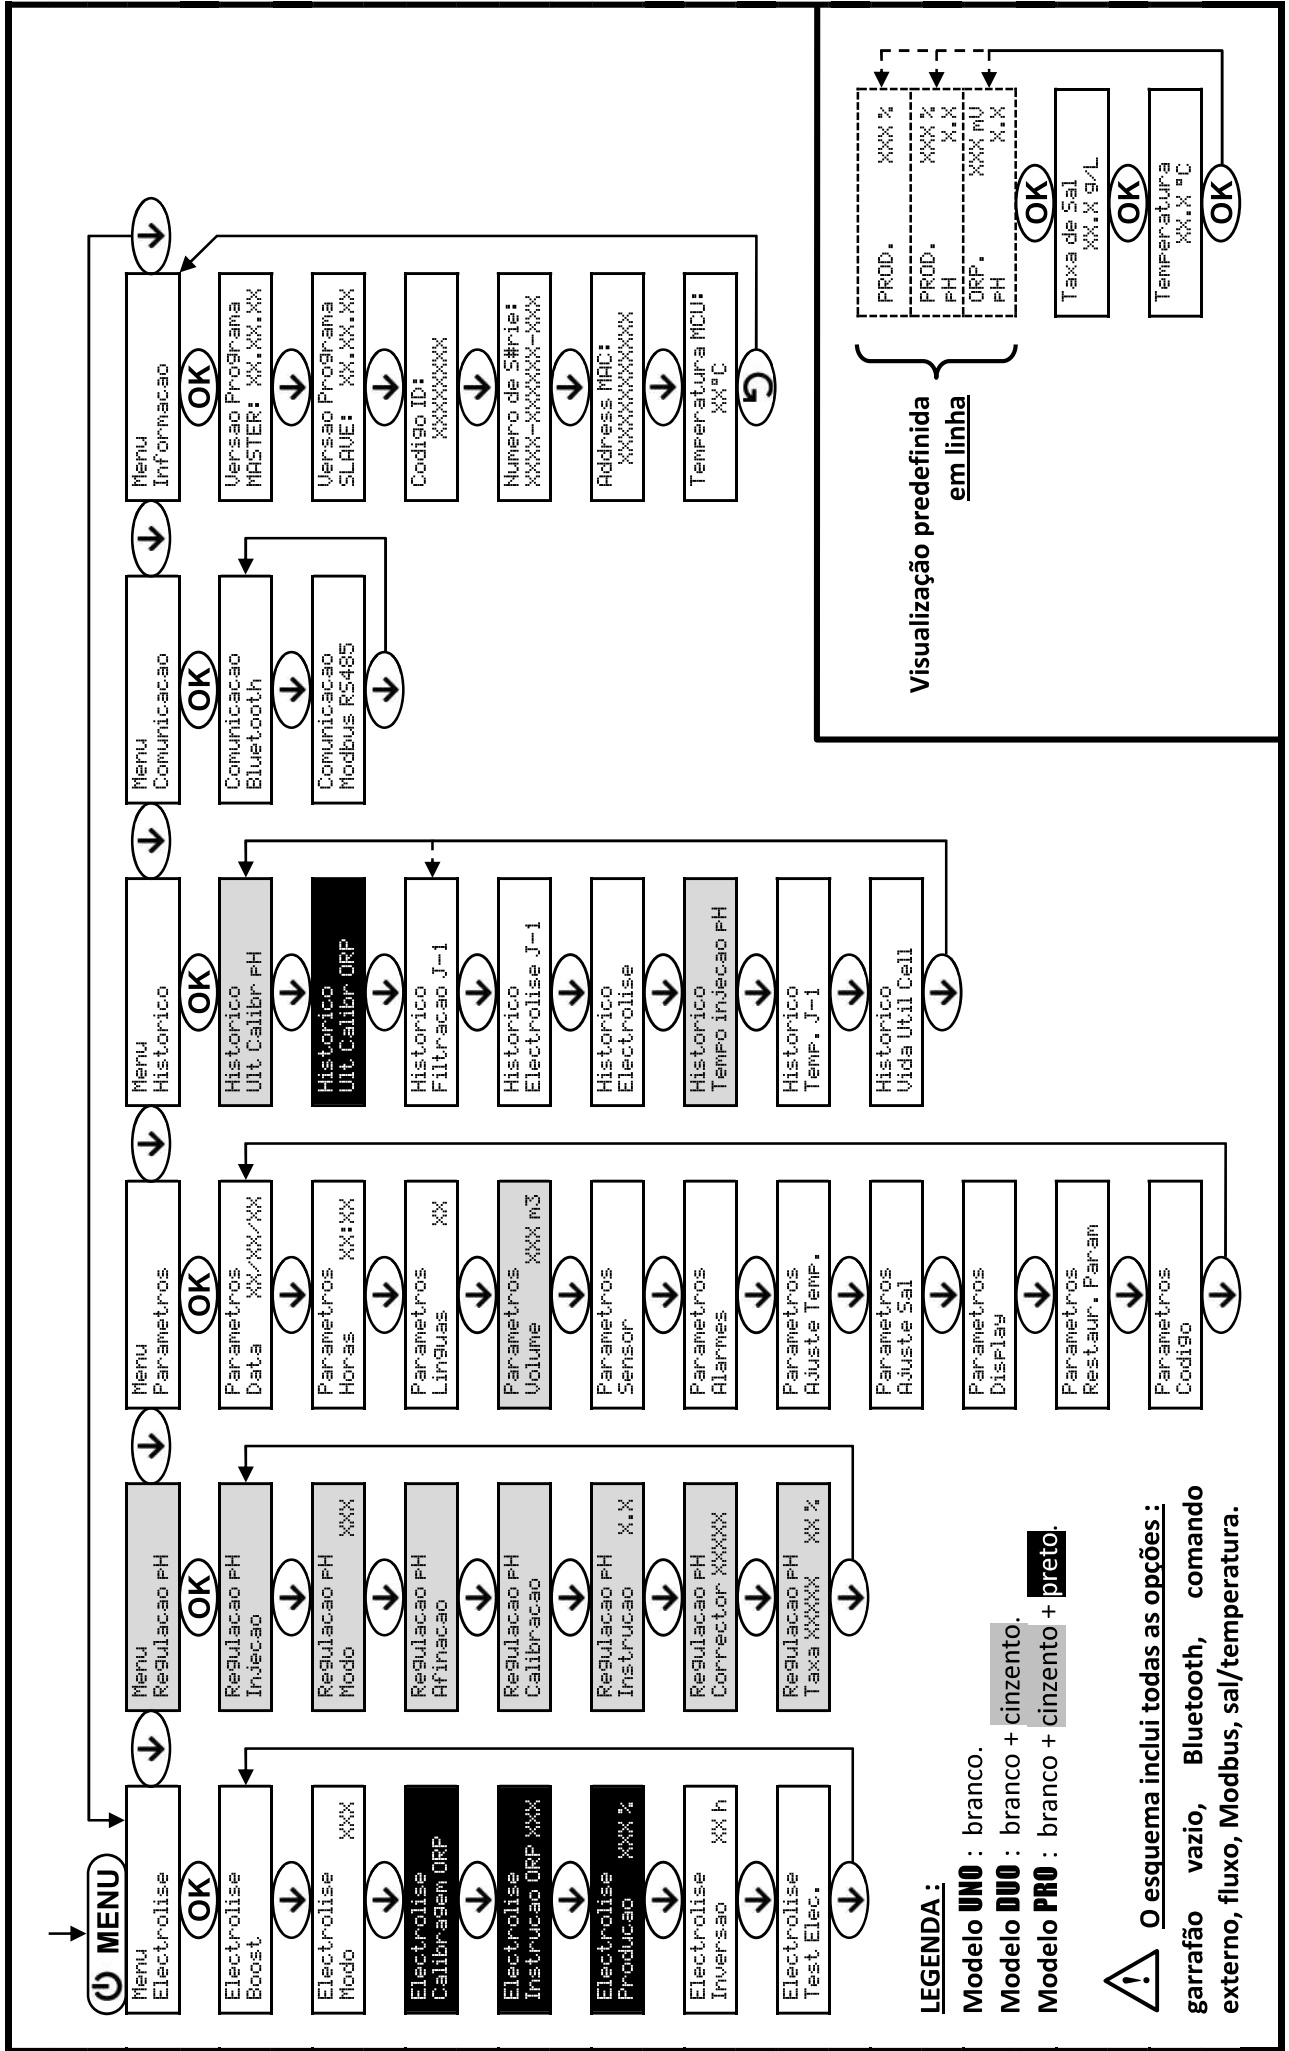 MENU
Menu
Electrolise
OK
Electrolise
Boost
Electrolise
Modo XXX
Electrolise
Calibragem ORP
Electrolise
Instrucao ORP XXX
Electrolise
Producao XXX %
Electrolise
Inversao XX h
Electrolise
Test Elec.
Menu
Regulacao pH
OK
Regulacao pH
Injecao
Regulacao pH
Modo XXX
Regulacao pH
Afinacao
Regulacao pH
Calibracao
Regulacao pH
Instrucao X.X
Regulacao pH
Corrector XXXXX
Regulacao pH
Taxa XXXXX XX %
Menu
Parametros
OK
Parametros
Data XX/XX/XX
Parametros
Horas XX:XX
Parametros
Linguas XX
Parametros
Volume XXX m3
Parametros
Sensor
Parametros
Alarmes
Parametros
Ajuste Temp.
Parametros
Ajuste Sal
Parametros
Display
Parametros
Restaur. Param
Parametros
Codigo
Menu
Historico
OK
Historico
Ult Calibr pH
Historico
Ult Calibr ORP
Historico
Filtracao J-1
Historico
Electrolise J-1
Historico
Electrolise
Historico
Tempo injecao pH
Historico
Temp. J-1
Historico
Vida Util Cell
Menu
Comunicacao
OK
Comunicacao
Bluetooth
Comunicacao
Modbus RS485
Menu
Informacao
OK
Versao Programa
MASTER: XX.XX.XX
Versao Programa
SLAVE: XX.XX.XX
Codigo ID:
XXXXXXXX
Numero de S#rie:
XXXX-XXXXXX-XXX
Address MAC:
XXXXXXXXXXXX
Temperatura MCU:
XX°C
LEGENDA :
Modelo UNO : branco.
Modelo DUO : branco + cinzento.
Modelo PRO : branco + cinzento + preto.
O esquema inclui todas as opções :
garrafão vazio, Bluetooth, comando
externo, fluxo, Modbus, sal/temperatura.
Visualização predefinida
em linha
PROD. XXX %
PROD. XXX %
pH X.X
ORP. XXX mV
pH X.X
OK
Taxa de Sal
XX.X g/L
OK
Temperatura
XX.X °C
OK